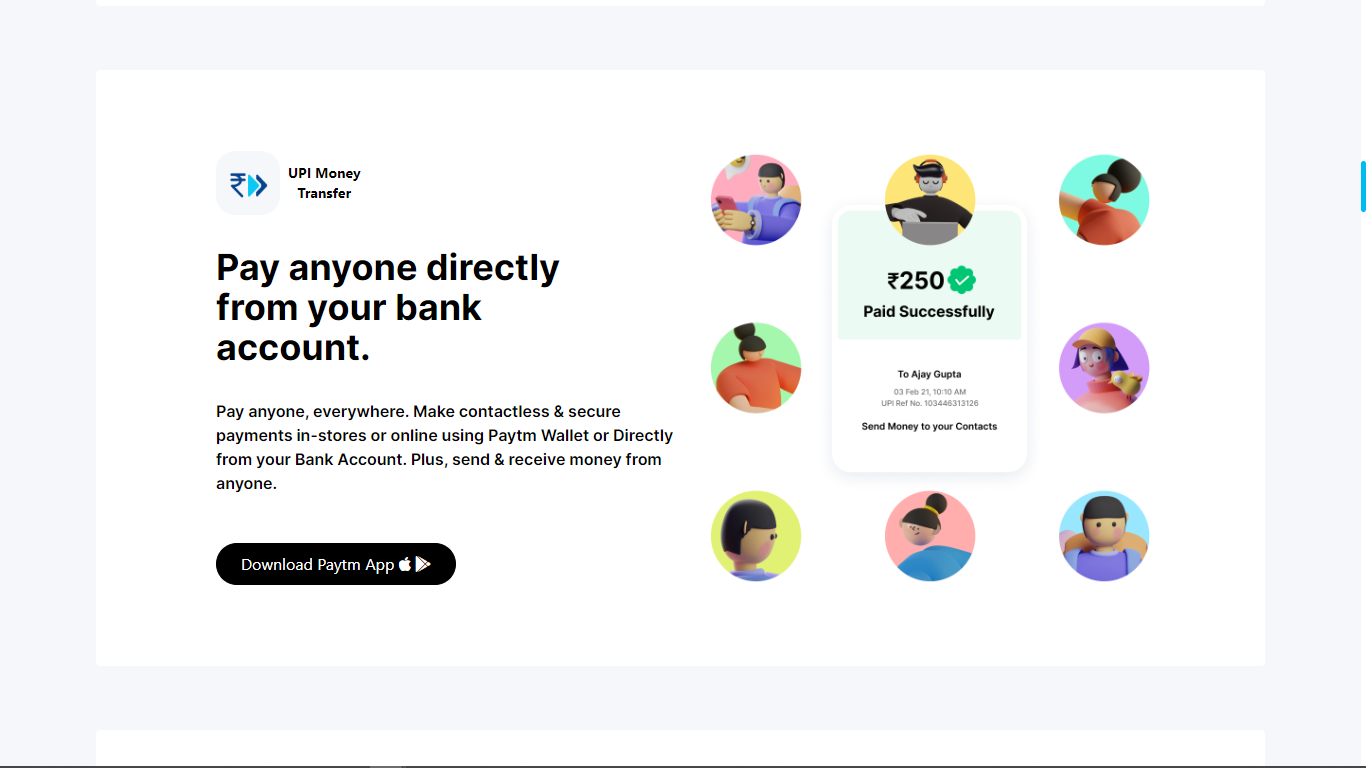 UPI Money
Transfer
Pay anyone directly
from your bank
account.
Pay anyone, everywhere. Make contactless & secure
payments in-stores or online using Paytm Wallet or Directly
from your Bank Account. Plus, send & receive money from
anyone.
Download Paytm App
₹250
Paid Successfully
To Ajay Gupta
03 Feb 21, 10:10 AM
UPI Ref No. 103446313126
Send Money to your Contacts